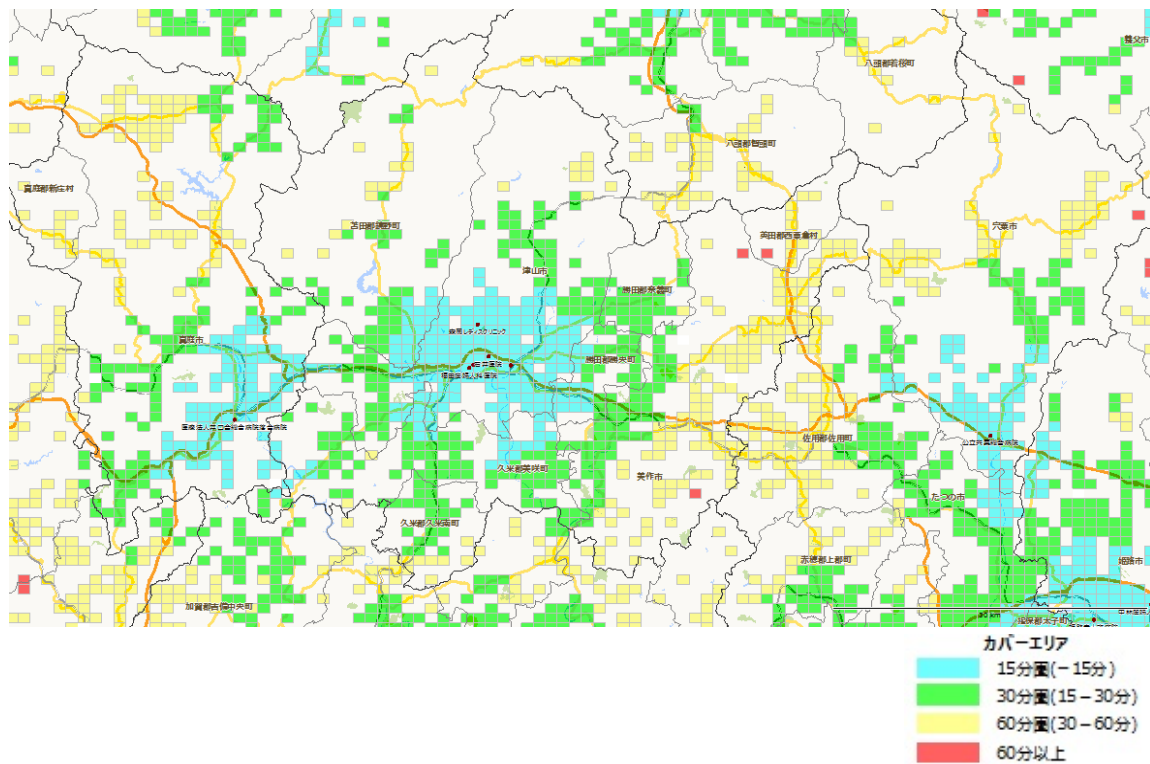 養父市
八頭郡若桜町
八頭郡智頭町
真庭郡新庄村
苫田郡鏡野町
英田郡西粟倉村
宍粟市
津山市
勝田郡奈義町
真庭市
勝田郡勝央町
佐用郡佐用町
久米郡美咲町
美作市
たつの市
久米郡久米南町
赤穂郡上郡町
姫路市
加賀郡吉備中央町
揖保郡太子町
カバーエリア
15分圏(－15分)
30分圏(15－30分)
60分圏(30－60分)
60分以上